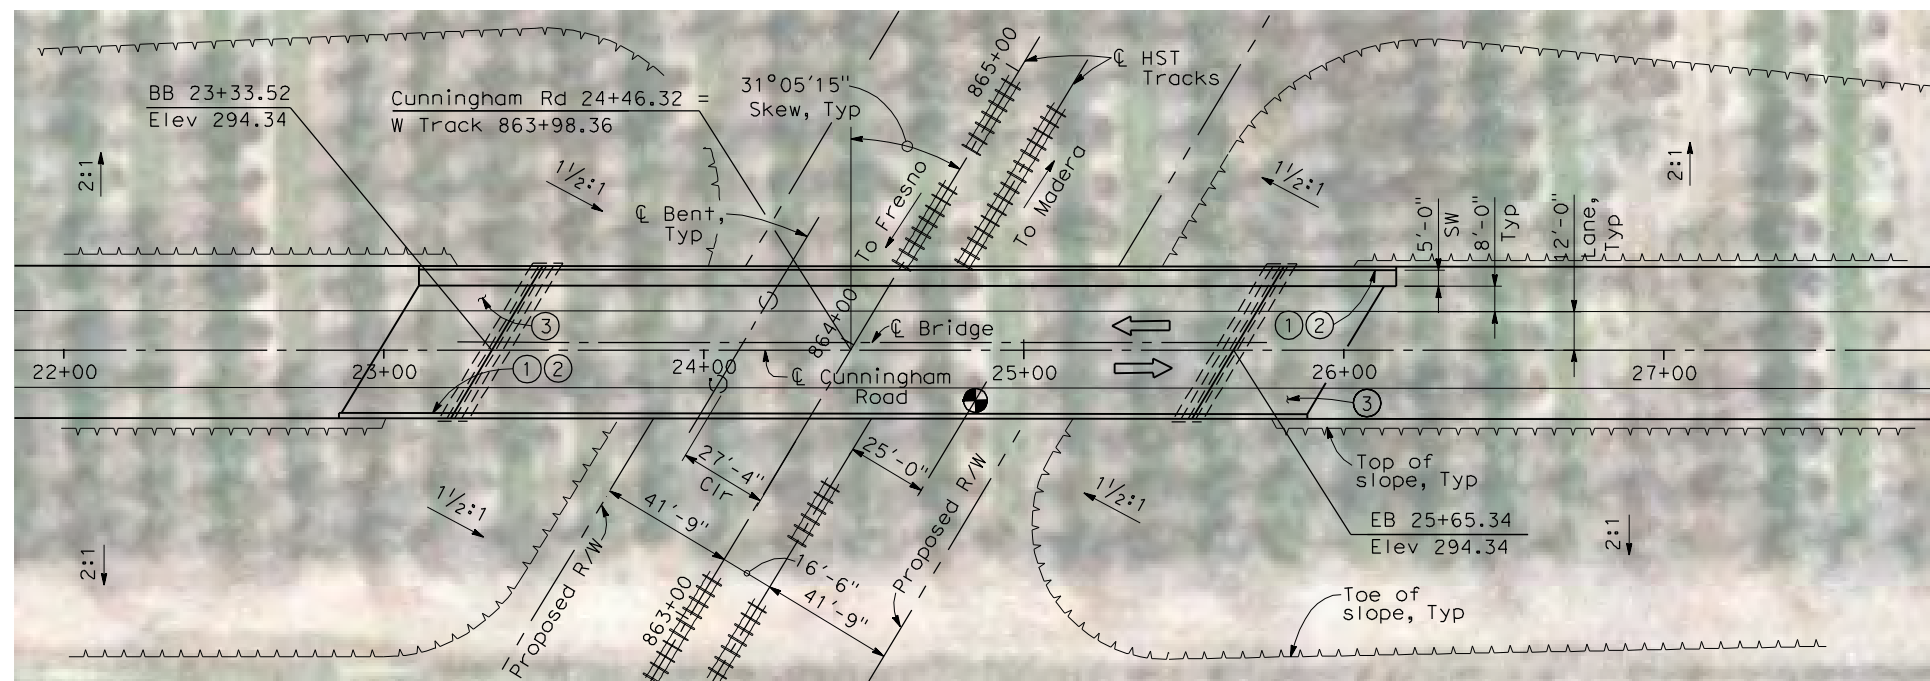 BB 23+33.52
Elev 294.34
Cunningham Rd 24+46.32 =
W Track 863+98.36
31°05'15"
Skew, Typ
865+00
℄ HST
Tracks
2:1
1½:1
℄ Bent,
Typ
To Fresno
To Madera
1½:1
2:1
5'-0"
SW
8'-0"
Typ
12'-0"
Lane,
Typ
3
864+00
℄ Bridge
1 2
22+00
23+00
1 2
24+00
℄ Cunningham
Road
25+00
26+00
27+00
3
27'-4"
Clr
25'-0"
41'-9"
1½:1
2:1
Proposed R/W
863+00
16'-6"
41'-9"
Proposed R/W
1½:1
Top of
slope, Typ
EB 25+65.34
Elev 294.34
2:1
Toe of
slope, Typ